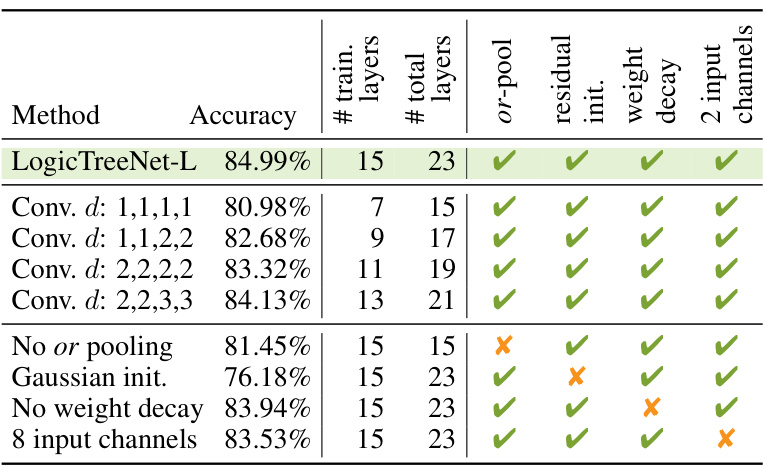 Method Accuracy # train. layers # total layers or-pool residual init. weight decay 2 input channels
LogicTreeNet-L 84.99% 15 23 ✔ ✔ ✔ ✔
Conv. d: 1,1,1,1 80.98% 7 15 ✔ ✔ ✔ ✔
Conv. d: 1,1,2,2 82.68% 9 17 ✔ ✔ ✔ ✔
Conv. d: 2,2,2,2 83.32% 11 19 ✔ ✔ ✔ ✔
Conv. d: 2,2,3,3 84.13% 13 21 ✔ ✔ ✔ ✔
No or pooling 81.45% 15 15 ✘ ✔ ✔ ✔
Gaussian init. 76.18% 15 23 ✔ ✘ ✔ ✔
No weight decay 83.94% 15 23 ✔ ✔ ✘ ✔
8 input channels 83.53% 15 23 ✔ ✔ ✔ ✘